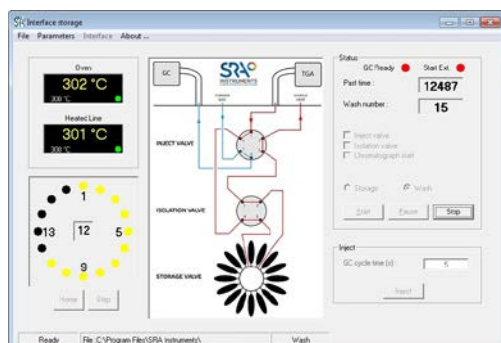 Interface storage
File Parameters Interface About ...
Oven
302 °C
300 °C
Heated Line
301 °C
300 °C
1
5
9
13
12
Home Step
GC
SRA
INSTRUMENTS
TGA
INJECT VALVE
ISOLATION VALVE
STORAGE VALVE
Status
GC Ready Start Ext.
Past time : 12487
Wash number : 15
Inject valve
Isolation valve
Chromatograph start
Storage Wash
Start Pause Stop
Inject
GC cycle time (s) : 5
Inject
Ready File :C:\Program Files\SRA Instruments\ Wash